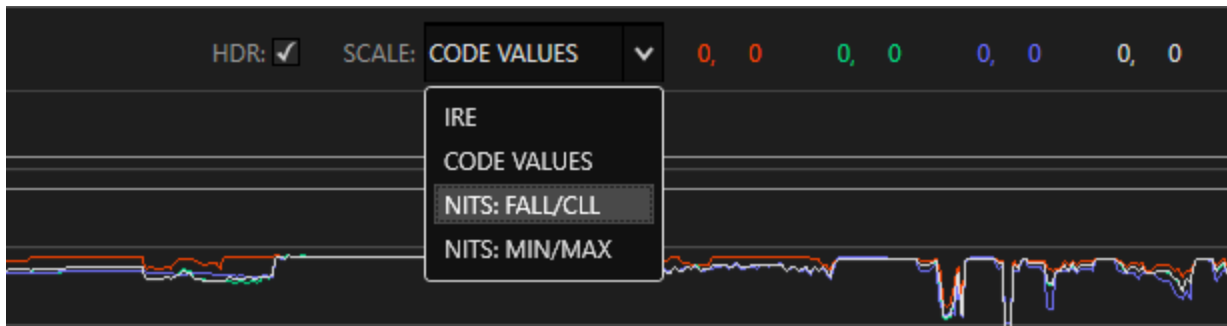 HDR: SCALE: CODE VALUES 0, 0 0, 0 0, 0 0, 0
IRE
CODE VALUES
NITS: FALL/CLL
NITS: MIN/MAX